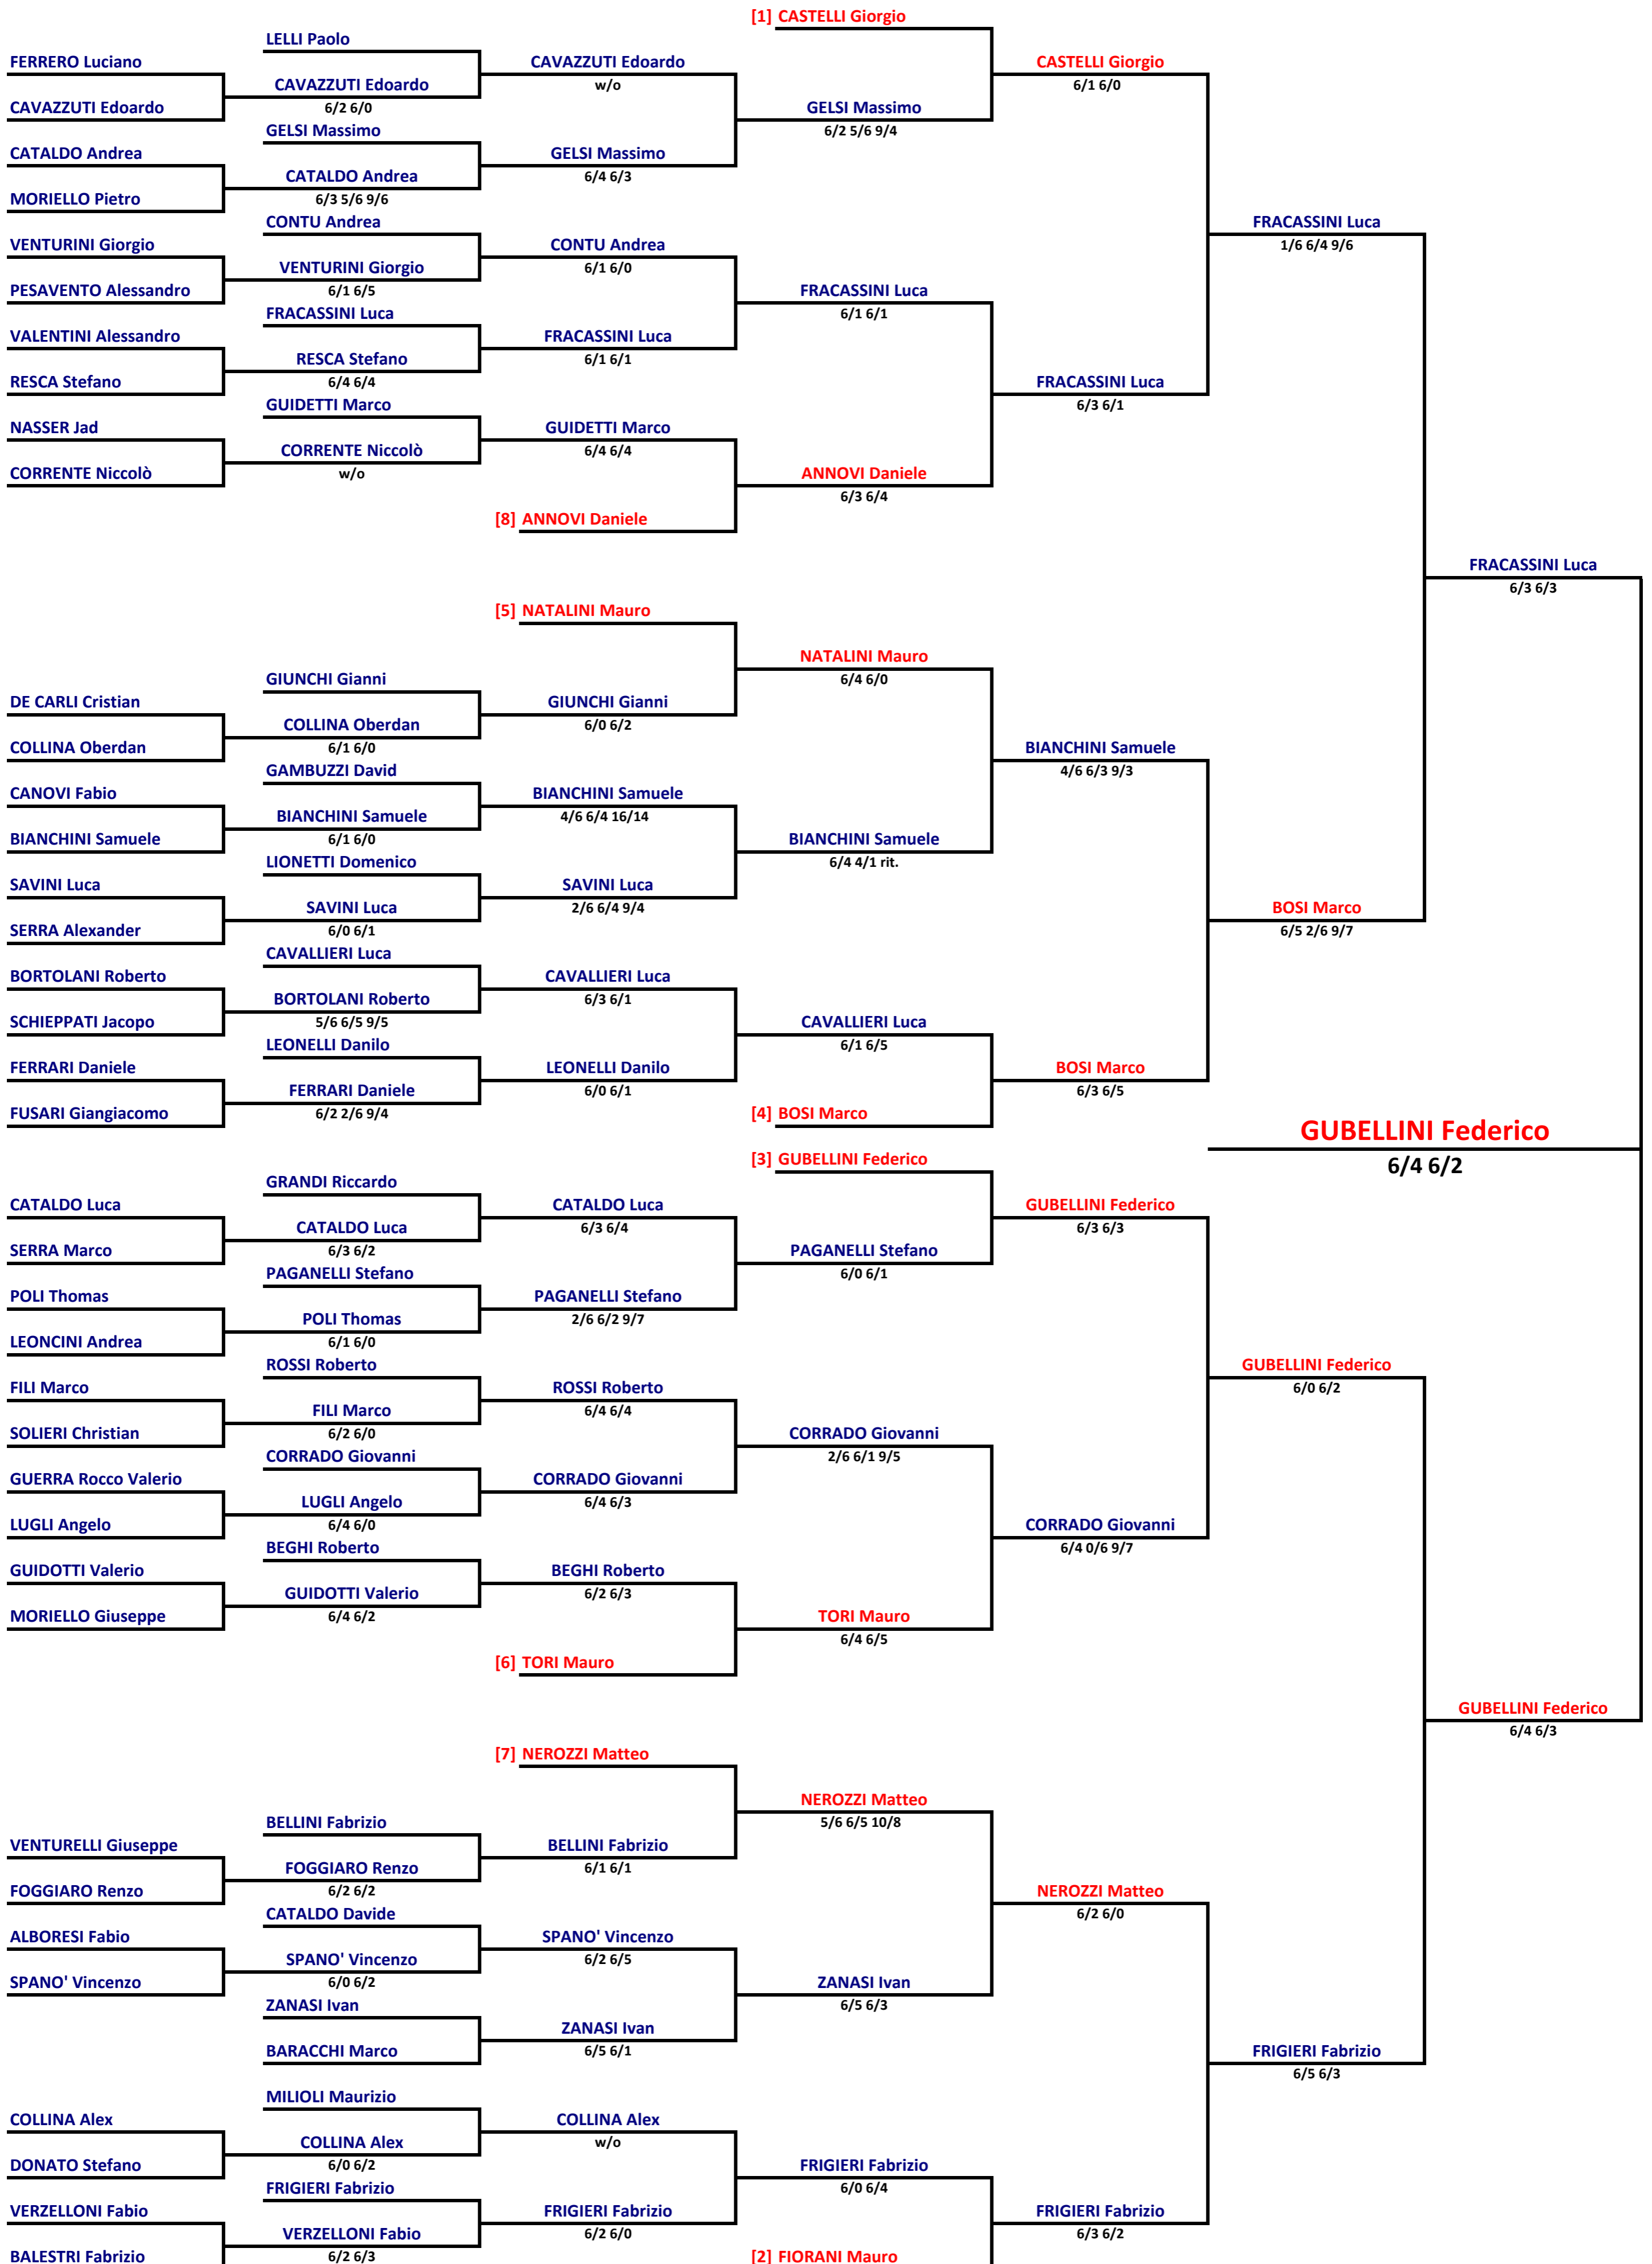 [1] CASTELLI Giorgio
LELLI Paolo
FERRERO Luciano CAVAZZUTI Edoardo CASTELLI Giorgio
CAVAZZUTI Edoardo w/o 6/1 6/0
CAVAZZUTI Edoardo 6/2 6/0 GELSI Massimo
GELSI Massimo 6/2 5/6 9/4
CATALDO Andrea GELSI Massimo
CATALDO Andrea 6/4 6/3
MORIELLO Pietro 6/3 5/6 9/6
CONTU Andrea FRACASSINI Luca
VENTURINI Giorgio CONTU Andrea 1/6 6/4 9/6
VENTURINI Giorgio 6/1 6/0
PESAVENTO Alessandro 6/1 6/5 FRACASSINI Luca
FRACASSINI Luca 6/1 6/1
VALENTINI Alessandro FRACASSINI Luca
RESCA Stefano 6/1 6/1
RESCA Stefano 6/4 6/4 FRACASSINI Luca
GUIDETTI Marco 6/3 6/1
NASSER Jad GUIDETTI Marco
CORRENTE Niccolò 6/4 6/4
CORRENTE Niccolò w/o ANNOVI Daniele
6/3 6/4
[8] ANNOVI Daniele
FRACASSINI Luca
6/3 6/3
[5] NATALINI Mauro
NATALINI Mauro
GIUNCHI Gianni 6/4 6/0
DE CARLI Cristian GIUNCHI Gianni
COLLINA Oberdan 6/0 6/2
COLLINA Oberdan 6/1 6/0 BIANCHINI Samuele
GAMBUZZI David 4/6 6/3 9/3
CANOVI Fabio BIANCHINI Samuele
BIANCHINI Samuele 4/6 6/4 16/14
BIANCHINI Samuele 6/1 6/0 BIANCHINI Samuele
LIONETTI Domenico 6/4 4/1 rit.
SAVINI Luca SAVINI Luca
SAVINI Luca 2/6 6/4 9/4 BOSI Marco
SERRA Alexander 6/0 6/1 6/5 2/6 9/7
CAVALLIERI Luca
BORTOLANI Roberto CAVALLIERI Luca
BORTOLANI Roberto 6/3 6/1
SCHIEPPATI Jacopo 5/6 6/5 9/5 CAVALLIERI Luca
LEONELLI Danilo 6/1 6/5
FERRARI Daniele LEONELLI Danilo BOSI Marco
FERRARI Daniele 6/0 6/1 6/3 6/5
FUSARI Giangiacomo 6/2 2/6 9/4 [4] BOSI Marco
GUBELLINI Federico
6/4 6/2
[3] GUBELLINI Federico
GRANDI Riccardo
CATALDO Luca CATALDO Luca GUBELLINI Federico
CATALDO Luca 6/3 6/4 6/3 6/3
SERRA Marco 6/3 6/2 PAGANELLI Stefano
PAGANELLI Stefano 6/0 6/1
POLI Thomas PAGANELLI Stefano
POLI Thomas 2/6 6/2 9/7
LEONCINI Andrea 6/1 6/0
ROSSI Roberto GUBELLINI Federico
FILI Marco ROSSI Roberto 6/0 6/2
FILI Marco 6/4 6/4
SOLIERI Christian 6/2 6/0 CORRADO Giovanni
CORRADO Giovanni 2/6 6/1 9/5
GUERRA Rocco Valerio CORRADO Giovanni
LUGLI Angelo 6/4 6/3
LUGLI Angelo 6/4 6/0 CORRADO Giovanni
BEGHI Roberto 6/4 0/6 9/7
GUIDOTTI Valerio BEGHI Roberto
GUIDOTTI Valerio 6/2 6/3
MORIELLO Giuseppe 6/4 6/2 TORI Mauro
6/4 6/5
[6] TORI Mauro
GUBELLINI Federico
6/4 6/3
[7] NEROZZI Matteo
NEROZZI Matteo
BELLINI Fabrizio 5/6 6/5 10/8
VENTURELLI Giuseppe BELLINI Fabrizio
FOGGIARO Renzo 6/1 6/1
FOGGIARO Renzo 6/2 6/2 NEROZZI Matteo
CATALDO Davide 6/2 6/0
ALBORESI Fabio SPANO' Vincenzo
SPANO' Vincenzo 6/2 6/5
SPANO' Vincenzo 6/0 6/2 ZANASI Ivan
ZANASI Ivan 6/5 6/3
ZANASI Ivan
BARACCHI Marco 6/5 6/1 FRIGIERI Fabrizio
6/5 6/3
MILIOLI Maurizio
COLLINA Alex COLLINA Alex
COLLINA Alex w/o
DONATO Stefano 6/0 6/2 FRIGIERI Fabrizio
FRIGIERI Fabrizio 6/0 6/4
VERZELLONI Fabio FRIGIERI Fabrizio FRIGIERI Fabrizio
VERZELLONI Fabio 6/2 6/0 6/3 6/2
BALESTRI Fabrizio 6/2 6/3 [2] FIORANI Mauro